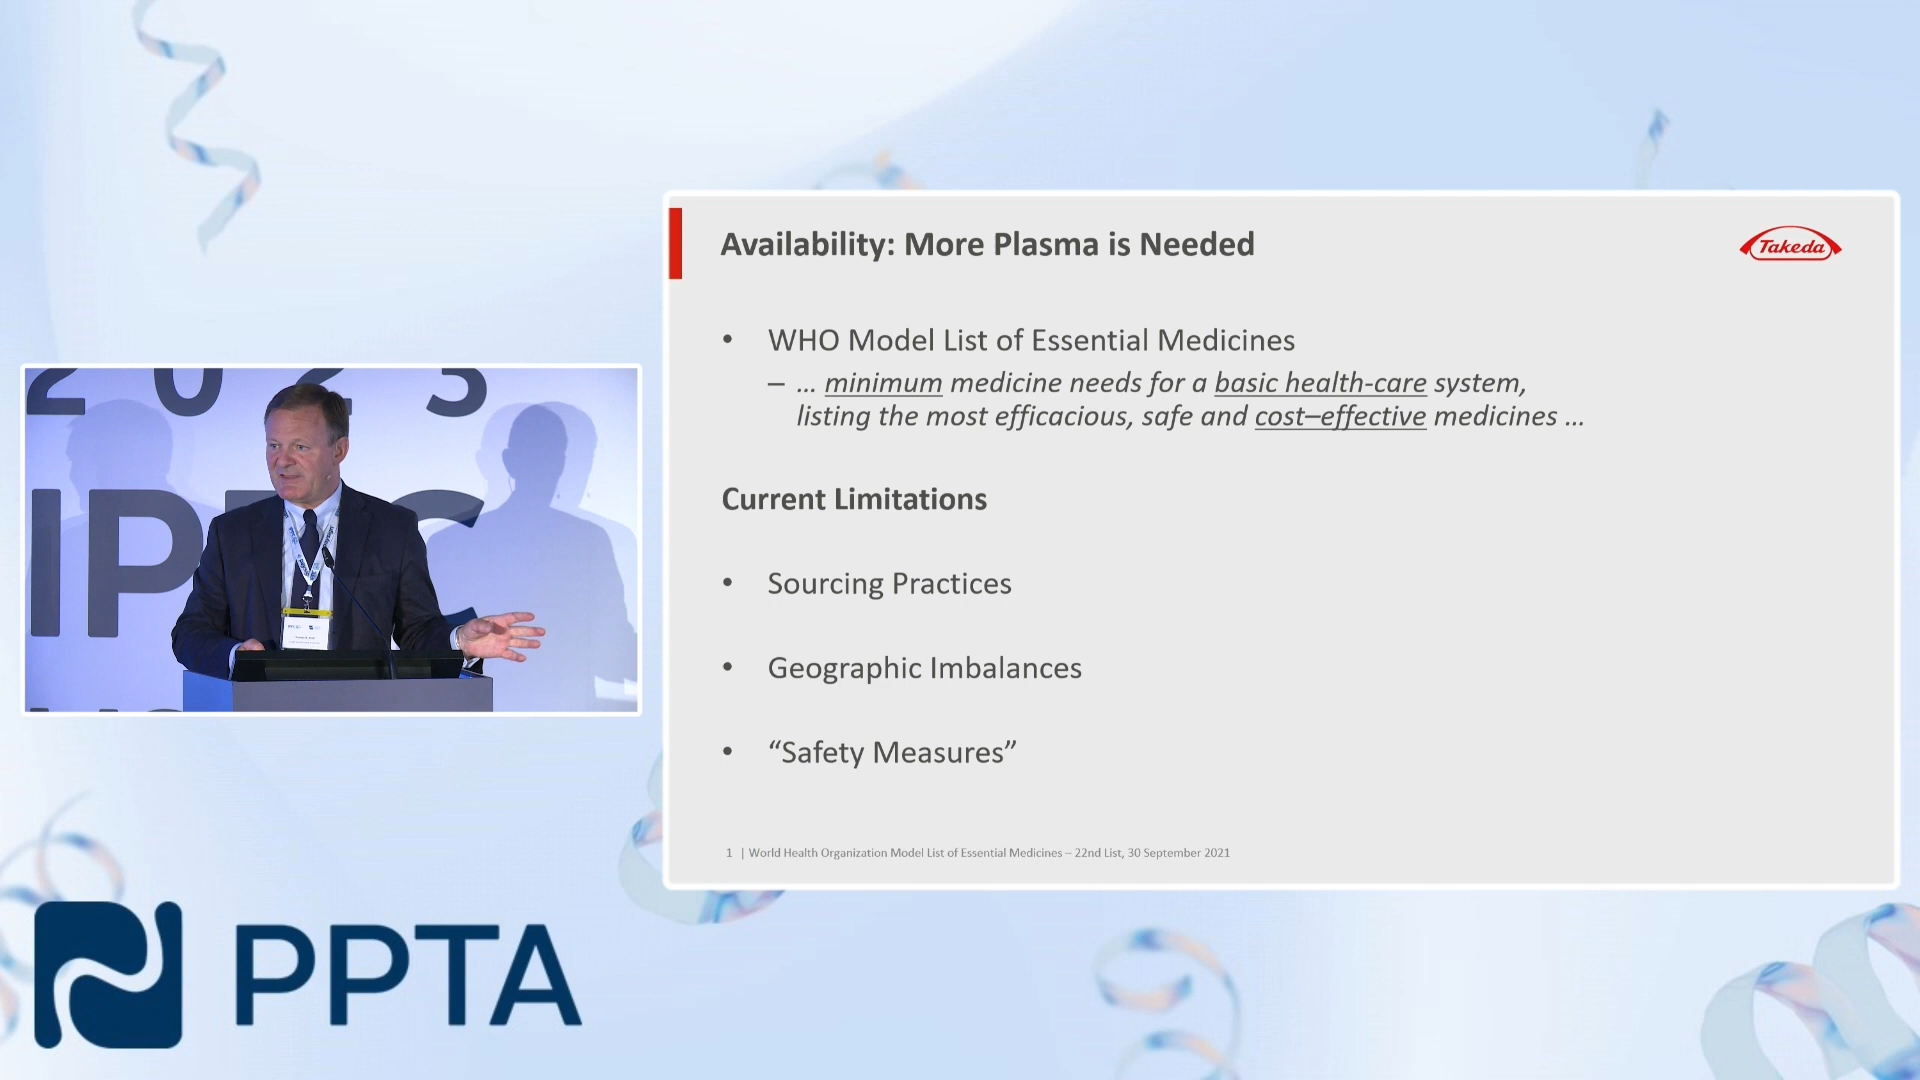 Availability: More Plasma is Needed
Takeda
• WHO Model List of Essential Medicines
– ... minimum medicine needs for a basic health-care system,
listing the most efficacious, safe and cost–effective medicines ...
Current Limitations
• Sourcing Practices
• Geographic Imbalances
• “Safety Measures”
1 | World Health Organization Model List of Essential Medicines – 22nd List, 30 September 2021
2023
IP C
PPTA